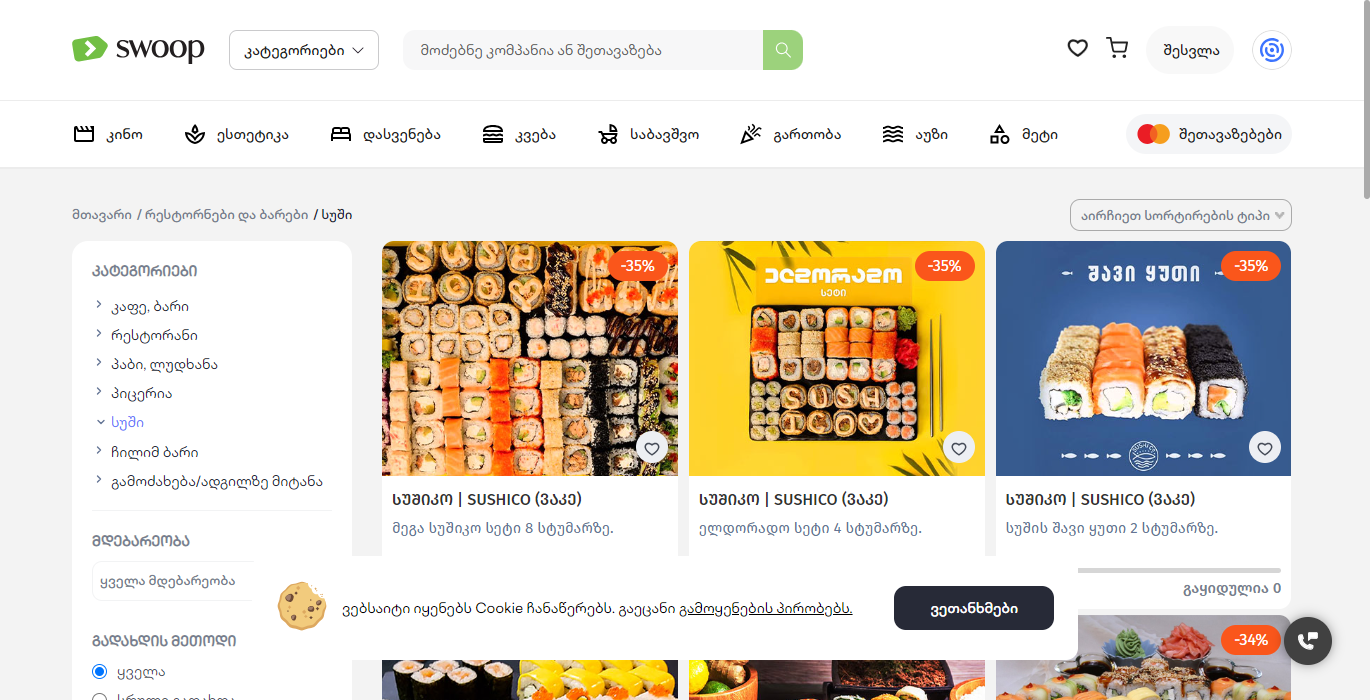 swoop
კატეგორიები
მოძებნე კომპანია ან შეთავაზება
შესვლა
კინო
ესთეტიკა
დასვენება
კვება
საბავშვო
გართობა
აუზი
მეტი
შეთავაზებები
მთავარი / რესტორნები და ბარები / სუში
აირჩიეთ სორტირების ტიპი
კატეგორიები
კაფე, ბარი
რესტორანი
პაბი, ლუდხანა
პიცერია
სუში
ჩილიმ ბარი
გამოძახება/ადგილზე მიტანა
მდებარეობა
ყველა მდებარეობა
გადახდის მეთოდი
ყველა
-35%
SUSHI
სუშიკო | SUSHICO (ვაკე)
მეგა სუშიკო სეტი 8 სტუმარზე.
-35%
ელდორადო
სეტი
SUSH
ICO
სუშიკო | SUSHICO (ვაკე)
ელდორადო სეტი 4 სტუმარზე.
-35%
შავი ყუთი
სუშიკო | SUSHICO (ვაკე)
სუშის შავი ყუთი 2 სტუმარზე.
გაყიდულია 0
-34%
ვებსაიტი იყენებს Cookie ჩანაწერებს. გაეცანი გამოყენების პირობებს.
ვეთანხმები